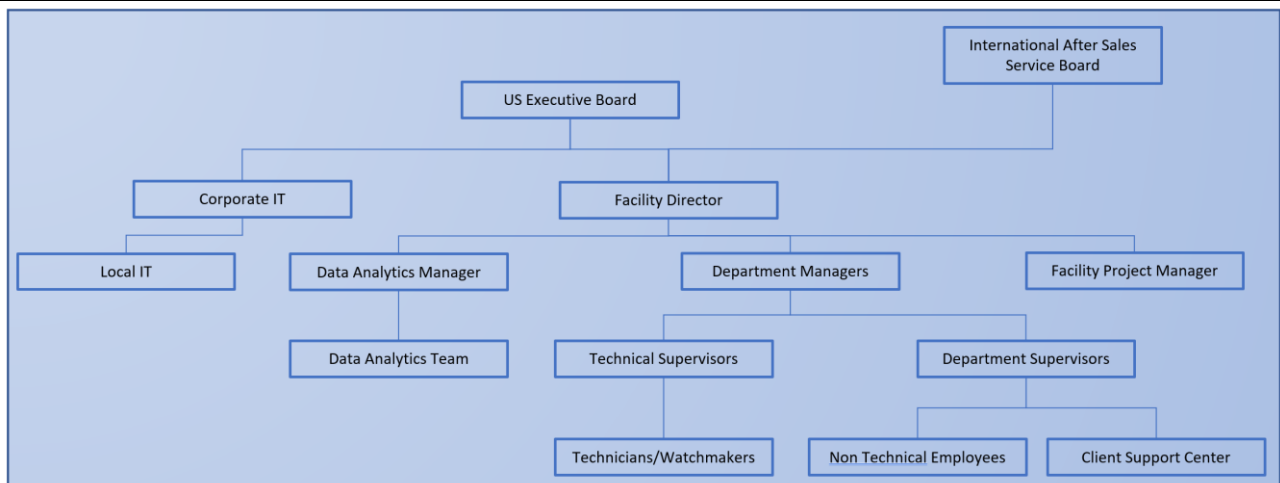 International After Sales
Service Board
US Executive Board
Corporate IT
Facility Director
Local IT
Data Analytics Manager
Department Managers
Facility Project Manager
Data Analytics Team
Technical Supervisors
Department Supervisors
Technicians/Watchmakers
Non Technical Employees
Client Support Center